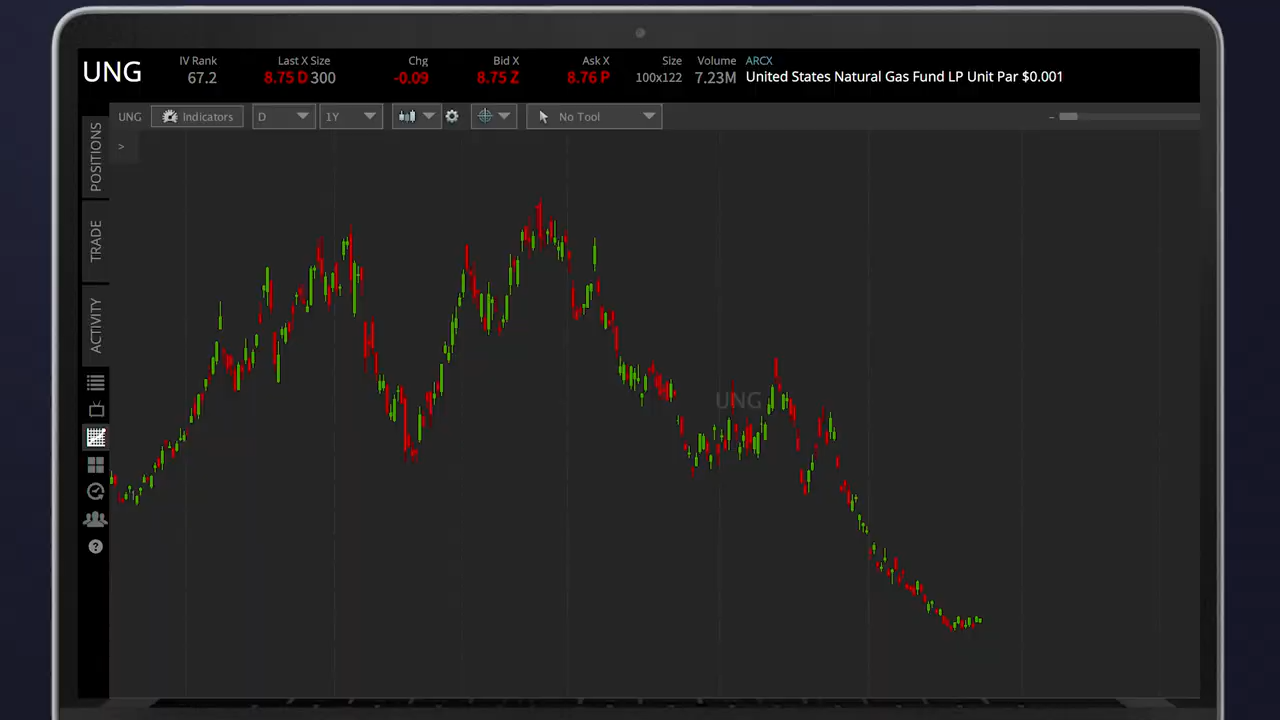 UNG
IV Rank
67.2
Last X Size
8.75 D 300
Chg
-0.09
Bid X
8.75 Z
Ask X
8.76 P
Size
100x122
Volume
7.23M
ARCX
United States Natural Gas Fund LP Unit Par $0.001
UNG
Indicators
D
1Y
No Tool
>
POSITIONS
TRADE
ACTIVITY
?
UNG